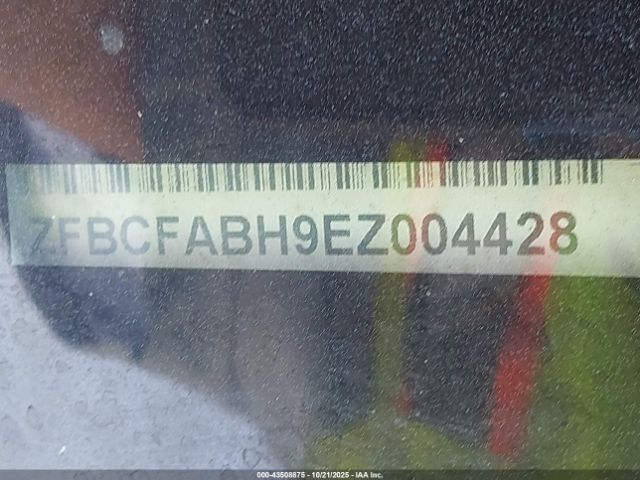 ZFBCFABH9EZ004428
000-43508875 - 10/21/2025 - IAA Inc.